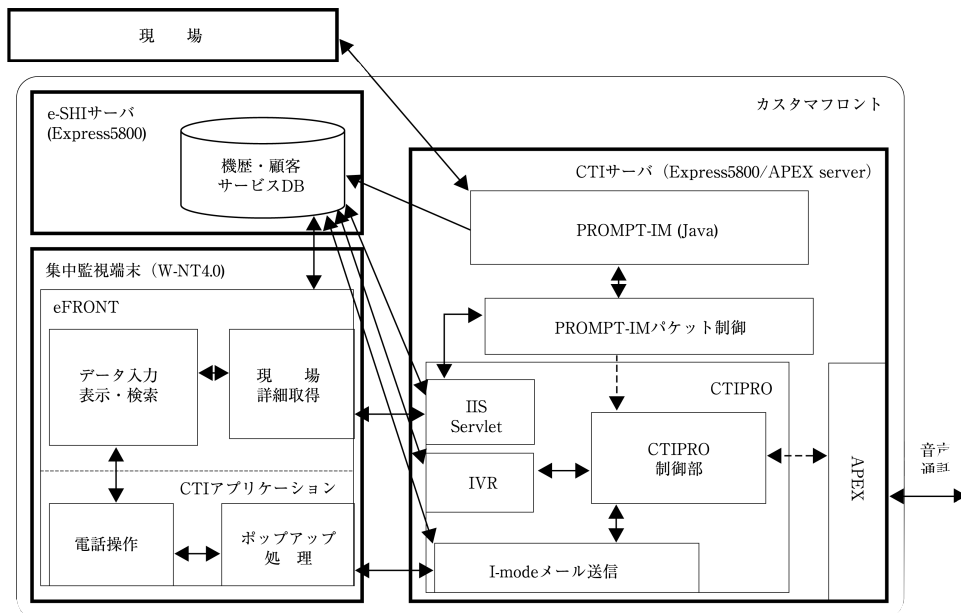 現 場
カスタマフロント
e-SHIサーバ
(Express5800)
機歴・顧客
サービスDB
CTIサーバ（Express5800/APEX server）
PROMPT-IM (Java)
集中監視端末（W-NT4.0)
eFRONT
PROMPT-IMパケット制御
データ入力
表示・検索
現 場
詳細取得
CTIPRO
IIS
Servlet
CTIPRO
制御部
IVR
APEX
CTIアプリケーション
電話操作
ポップアップ
処 理
I-modeメール送信